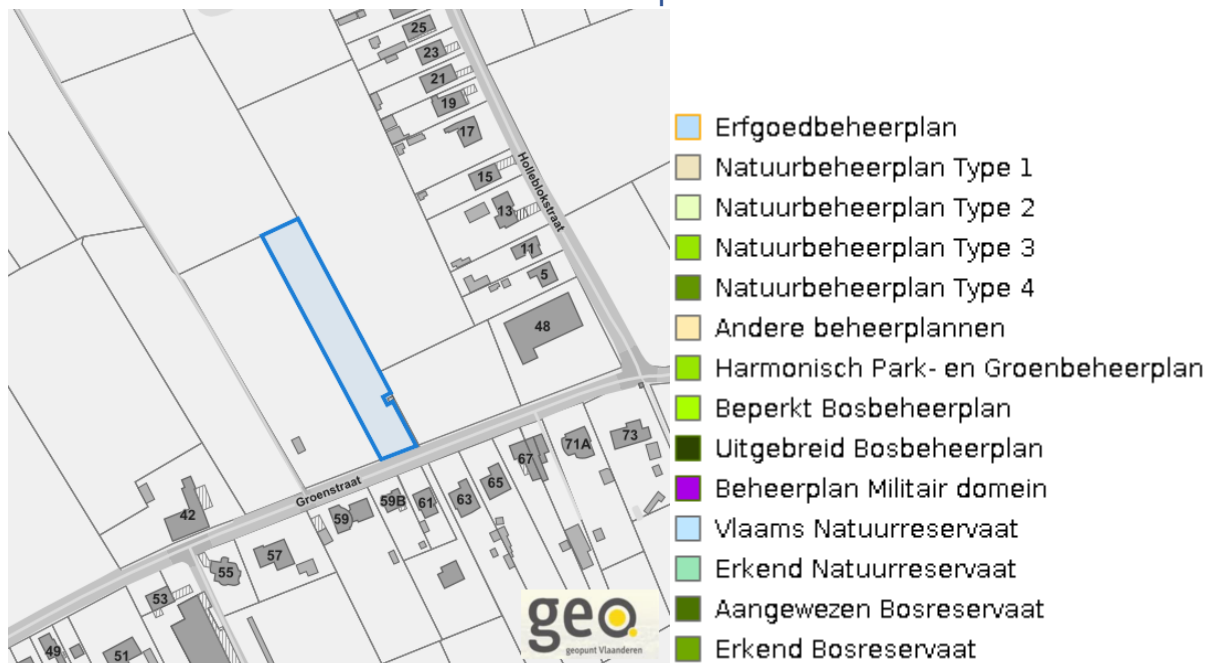 25
23
21
19
17
15
13
11
5
48
Holleblokstraat
Groenstraat
42
59
59B
61
63
65
67
71A
73
57
55
53
51
49
geo.
geopunt Vlaanderen
Erfgoedbeheerplan
Natuurbeheerplan Type 1
Natuurbeheerplan Type 2
Natuurbeheerplan Type 3
Natuurbeheerplan Type 4
Andere beheerplannen
Harmonisch Park- en Groenbeheerplan
Beperkt Bosbeheerplan
Uitgebreid Bosbeheerplan
Beheerplan Militair domein
Vlaams Natuurreservaat
Erkend Natuurreservaat
Aangewezen Bosreservaat
Erkend Bosreservaat